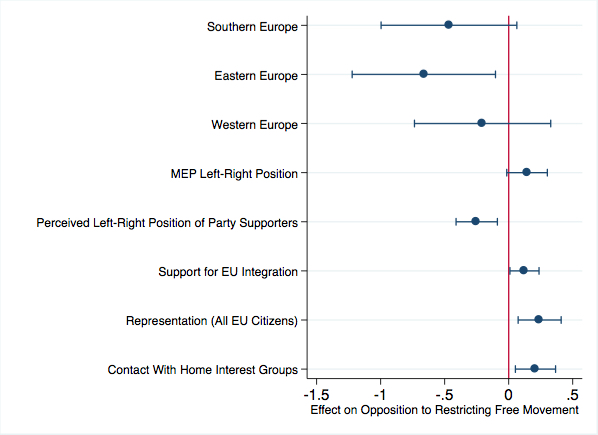 Southern Europe
Eastern Europe
Western Europe
MEP Left-Right Position
Perceived Left-Right Position of Party Supporters
Support for EU Integration
Representation (All EU Citizens)
Contact With Home Interest Groups
-1.5 -1 -.5 0 .5
Effect on Opposition to Restricting Free Movement